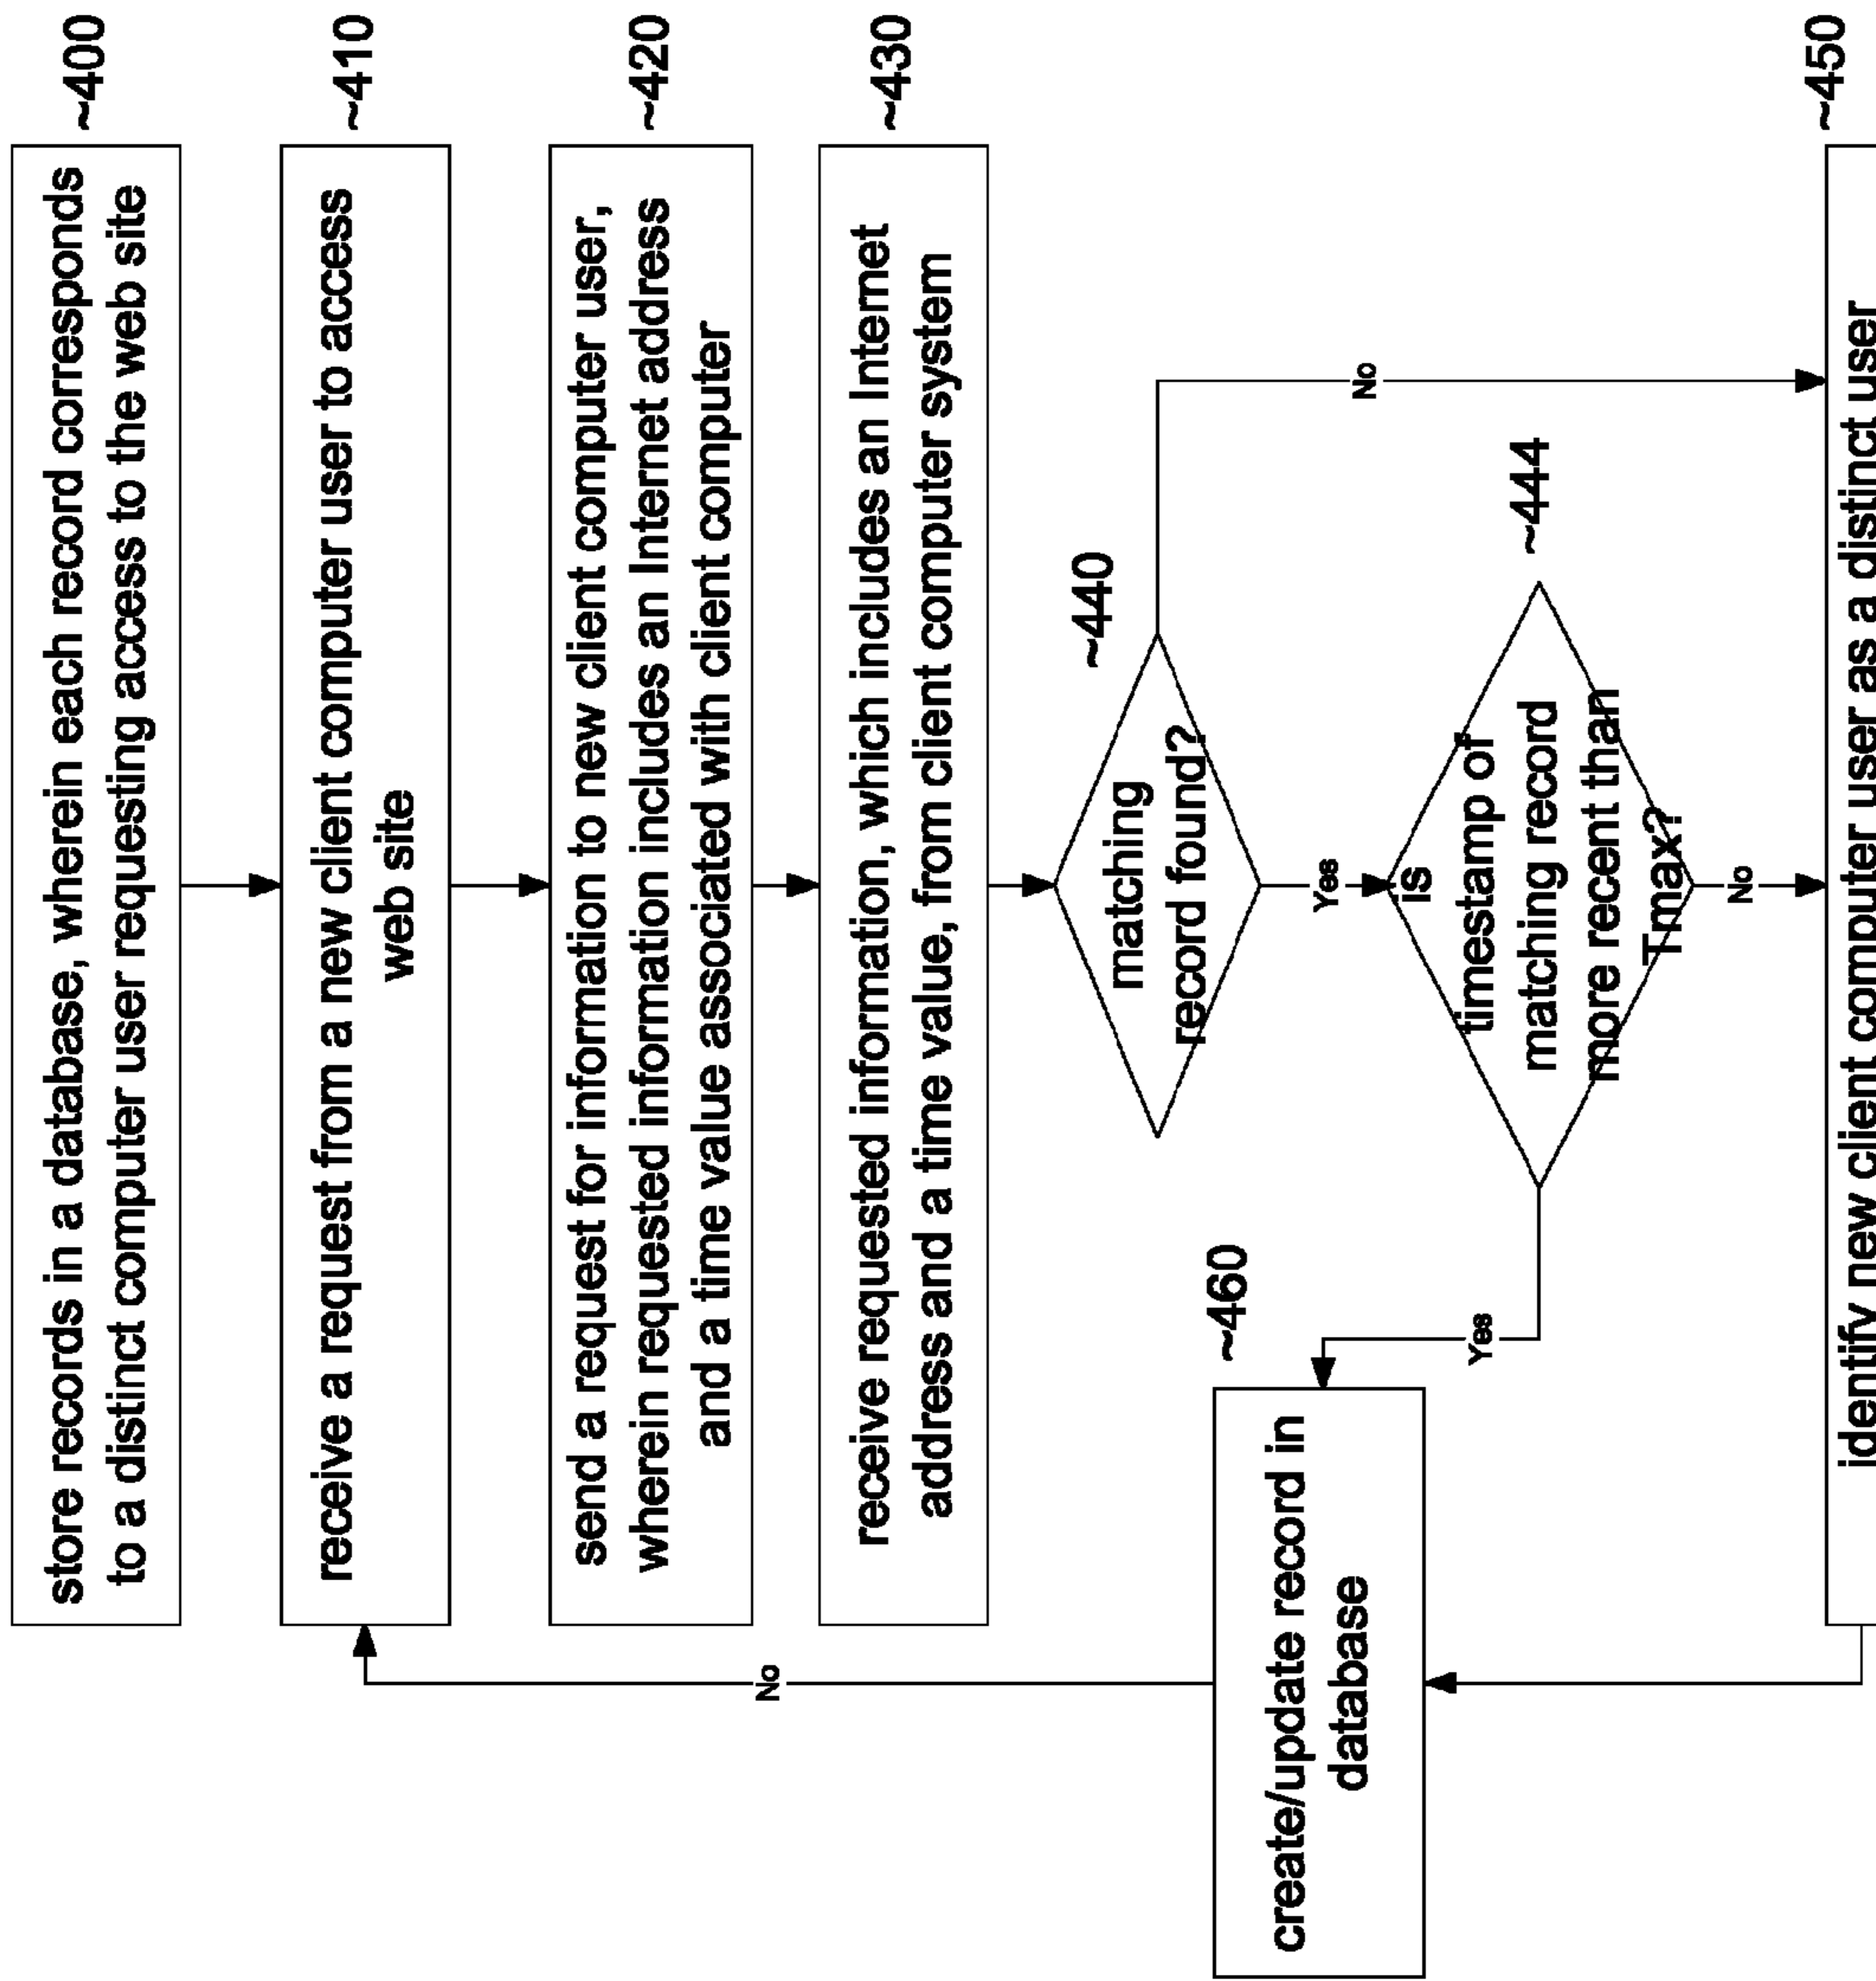 store records in a database, wherein each record corresponds
to a distinct computer user requesting access to the web site
~400
receive a request from a new client computer user to access
web site
~410
send a request for information to new client computer user,
wherein requested information includes an Internet address
and a time value associated with client computer
~420
receive requested information, which includes an Internet
address and a time value, from client computer system
~430
matching
record found?
~440
Yes
No
is
timestamp of
matching record
more recent than
Tmax?
~444
Yes
No
create/update record in
database
~460
No
identify new client computer user as a distinct user
~450